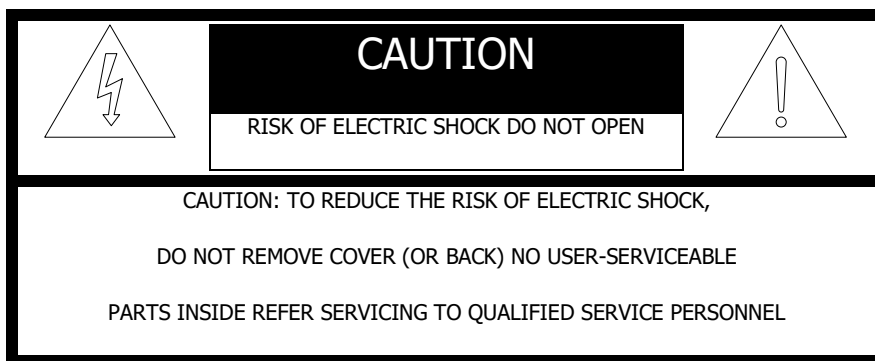 CAUTION
RISK OF ELECTRIC SHOCK DO NOT OPEN
CAUTION: TO REDUCE THE RISK OF ELECTRIC SHOCK,
DO NOT REMOVE COVER (OR BACK) NO USER-SERVICEABLE
PARTS INSIDE REFER SERVICING TO QUALIFIED SERVICE PERSONNEL